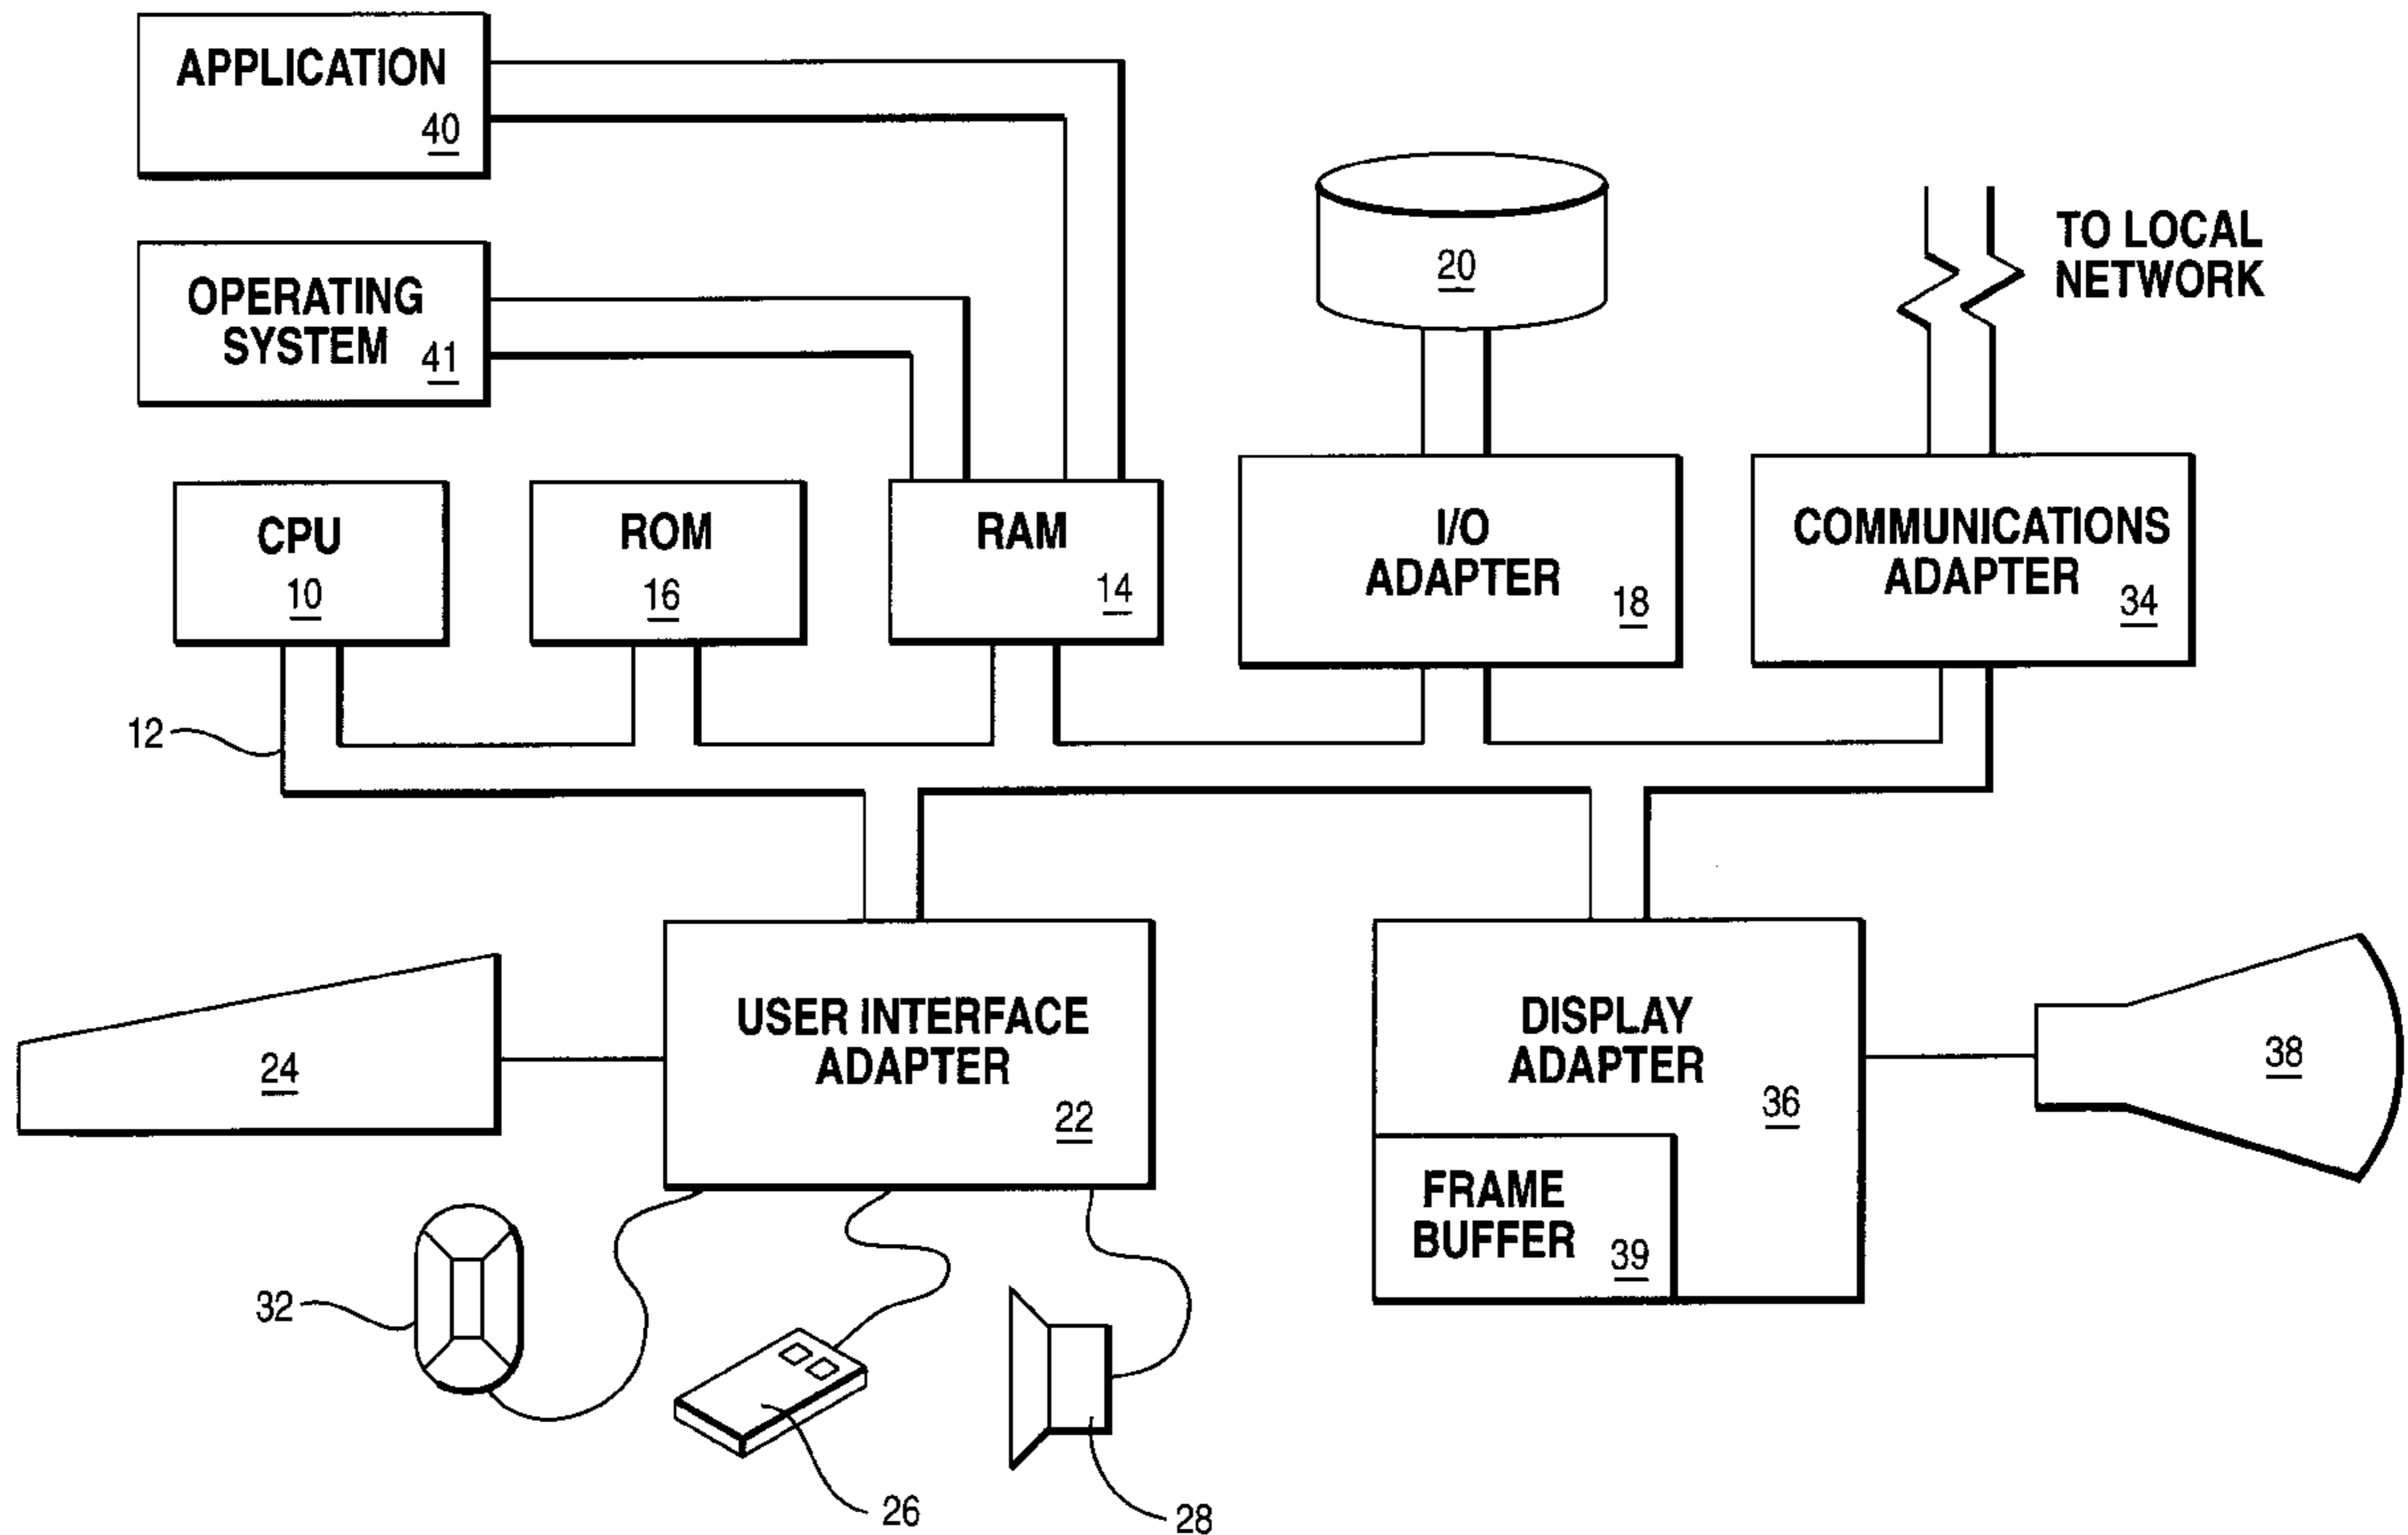 APPLICATION
40
OPERATING
SYSTEM
41
20
TO LOCAL
NETWORK
CPU
10
ROM
16
RAM
14
I/O
ADAPTER
18
COMMUNICATIONS
ADAPTER
34
12
24
USER INTERFACE
ADAPTER
22
DISPLAY
ADAPTER
36
38
FRAME
BUFFER
39
32
26
28